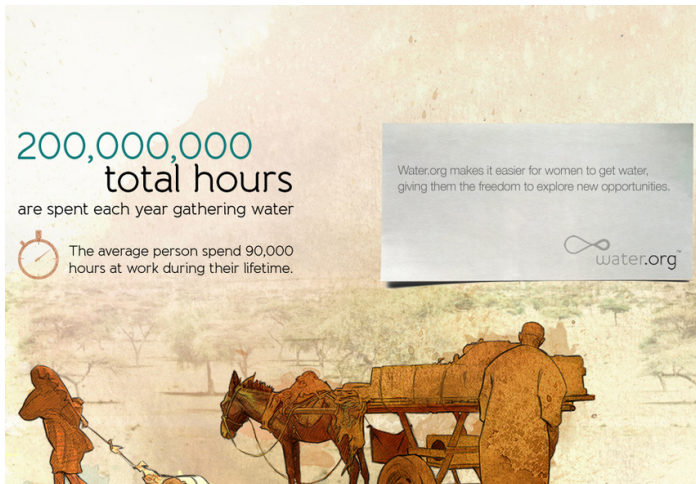 200,000,000
total hours
are spent each year gathering water
The average person spend 90,000
hours at work during their lifetime.
Water.org makes it easier for women to get water,
giving them the freedom to explore new opportunities.
water.org™